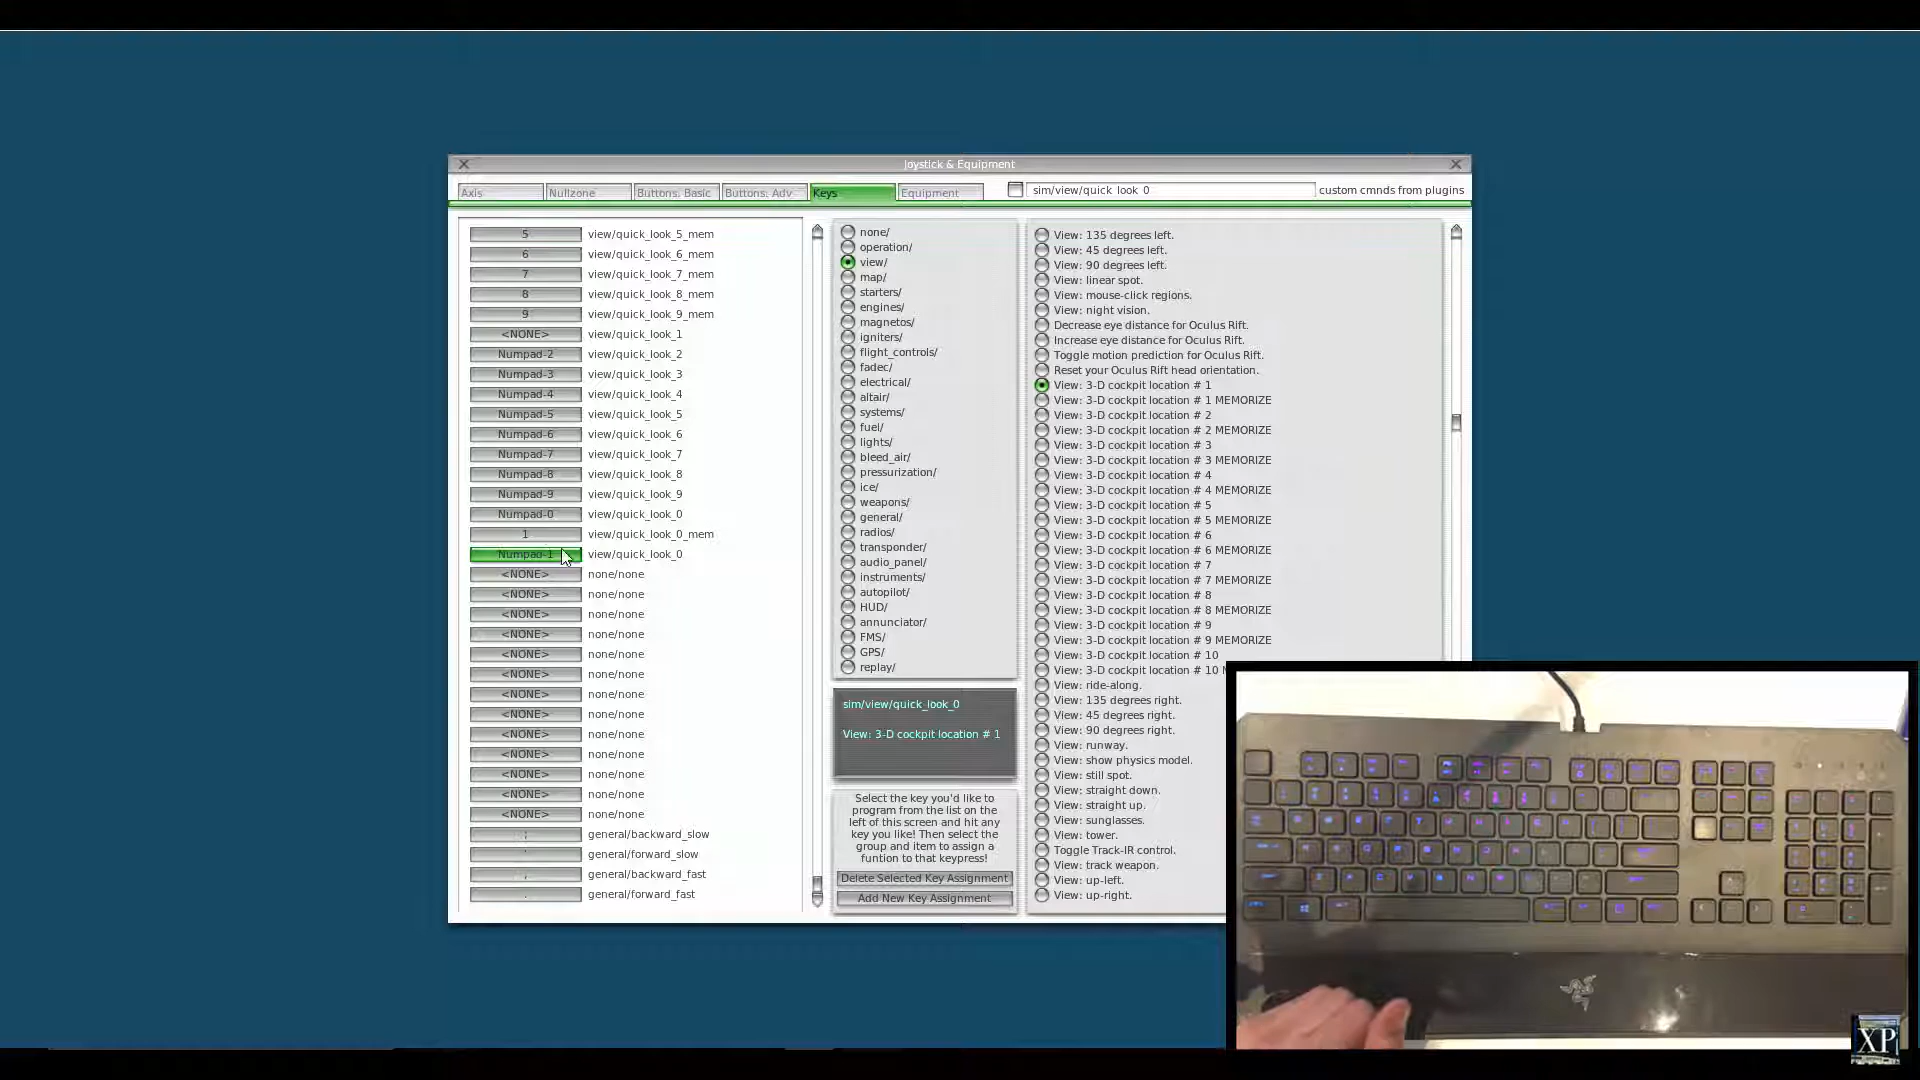 Joystick & Equipment
Axis
Nullzone
Buttons: Basic
Buttons: Adv
Keys
Equipment
sim/view/quick_look_0
custom cmnds from plugins
5 view/quick_look_5_mem
6 view/quick_look_6_mem
7 view/quick_look_7_mem
8 view/quick_look_8_mem
9 view/quick_look_9_mem
<NONE> view/quick_look_1
Numpad-2 view/quick_look_2
Numpad-3 view/quick_look_3
Numpad-4 view/quick_look_4
Numpad-5 view/quick_look_5
Numpad-6 view/quick_look_6
Numpad-7 view/quick_look_7
Numpad-8 view/quick_look_8
Numpad-9 view/quick_look_9
Numpad-0 view/quick_look_0
1 view/quick_look_0_mem
Numpad-1 view/quick_look_0
<NONE> none/none
<NONE> none/none
<NONE> none/none
<NONE> none/none
<NONE> none/none
<NONE> none/none
<NONE> none/none
<NONE> none/none
<NONE> none/none
<NONE> none/none
<NONE> none/none
<NONE> none/none
<NONE> none/none
; general/backward_slow
' general/forward_slow
, general/backward_fast
. general/forward_fast
none/
operation/
view/
map/
starters/
engines/
magnetos/
igniters/
flight_controls/
fadec/
electrical/
altair/
systems/
fuel/
lights/
bleed_air/
pressurization/
ice/
weapons/
general/
radios/
transponder/
audio_panel/
instruments/
autopilot/
HUD/
annunciator/
FMS/
GPS/
replay/
sim/view/quick_look_0
View: 3-D cockpit location # 1
Select the key you'd like to
program from the list on the
left of this screen and hit any
key you like! Then select the
group and item to assign a
funtion to that keypress!
Delete Selected Key Assignment
Add New Key Assignment
View: 135 degrees left.
View: 45 degrees left.
View: 90 degrees left.
View: linear spot.
View: mouse-click regions.
View: night vision.
Decrease eye distance for Oculus Rift.
Increase eye distance for Oculus Rift.
Toggle motion prediction for Oculus Rift.
Reset your Oculus Rift head orientation.
View: 3-D cockpit location # 1
View: 3-D cockpit location # 1 MEMORIZE
View: 3-D cockpit location # 2
View: 3-D cockpit location # 2 MEMORIZE
View: 3-D cockpit location # 3
View: 3-D cockpit location # 3 MEMORIZE
View: 3-D cockpit location # 4
View: 3-D cockpit location # 4 MEMORIZE
View: 3-D cockpit location # 5
View: 3-D cockpit location # 5 MEMORIZE
View: 3-D cockpit location # 6
View: 3-D cockpit location # 6 MEMORIZE
View: 3-D cockpit location # 7
View: 3-D cockpit location # 7 MEMORIZE
View: 3-D cockpit location # 8
View: 3-D cockpit location # 8 MEMORIZE
View: 3-D cockpit location # 9
View: 3-D cockpit location # 9 MEMORIZE
View: 3-D cockpit location # 10
View: 3-D cockpit location # 10
View: ride-along.
View: 135 degrees right.
View: 45 degrees right.
View: 90 degrees right.
View: runway.
View: show physics model.
View: still spot.
View: straight down.
View: straight up.
View: sunglasses.
View: tower.
Toggle Track-IR control.
View: track weapon.
View: up-left.
View: up-right.
XP